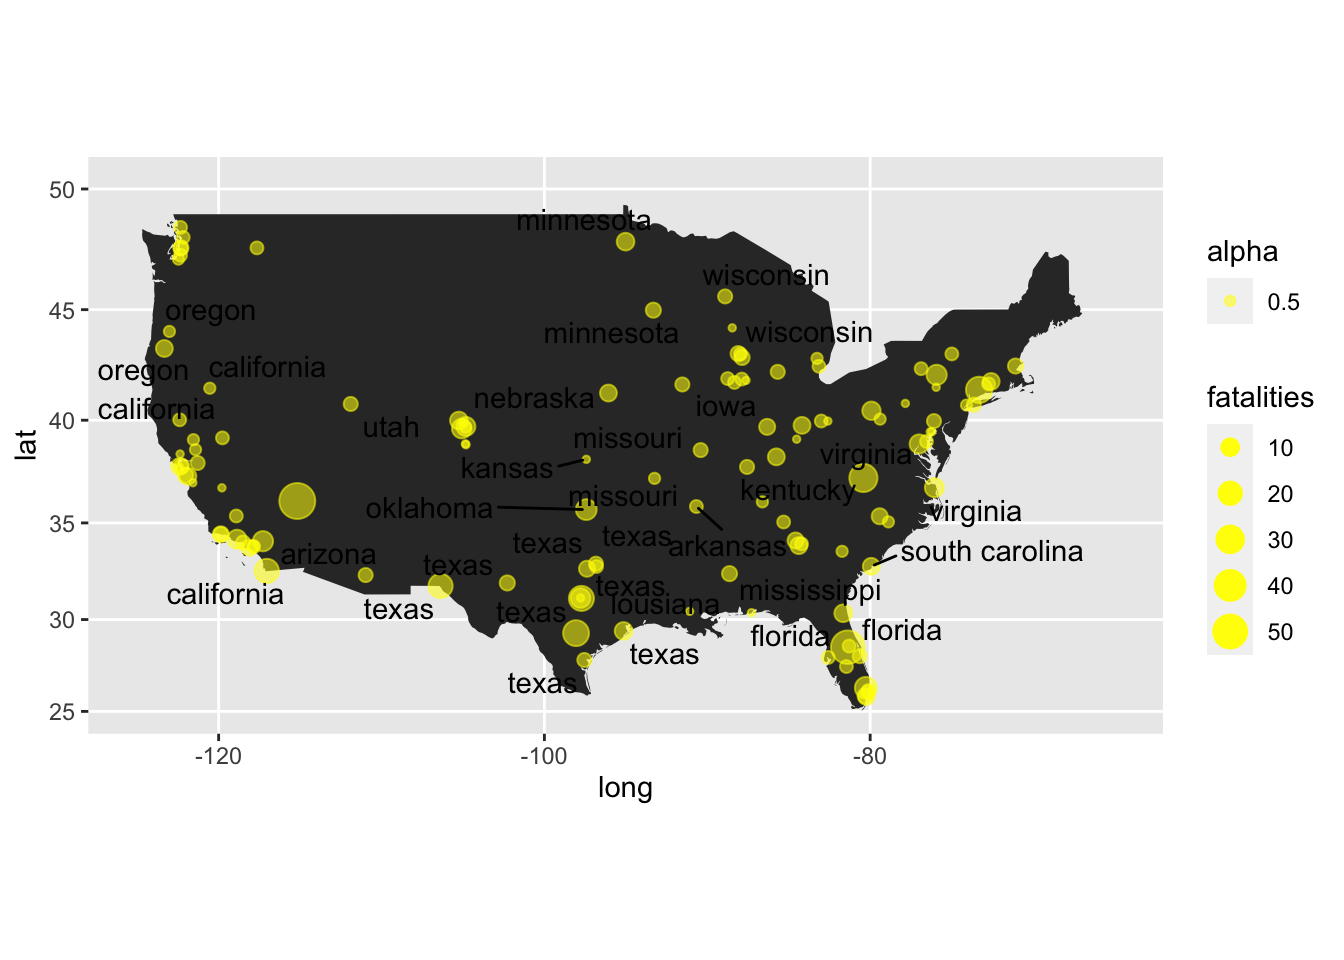 50
45
40
35
30
25
lat
minnesota
wisconsin
oregon
minnesota
wisconsin
oregon
california
california
nebraska
iowa
utah
missouri
kansas
virginia
missouri
kentucky
oklahoma
virginia
texas
texas
arkansas
south carolina
arizona
texas
california
texas
mississippi
texas
texas
lousiana
florida
florida
texas
texas
-120
-100
-80
long
alpha
0.5
fatalities
10
20
30
40
50